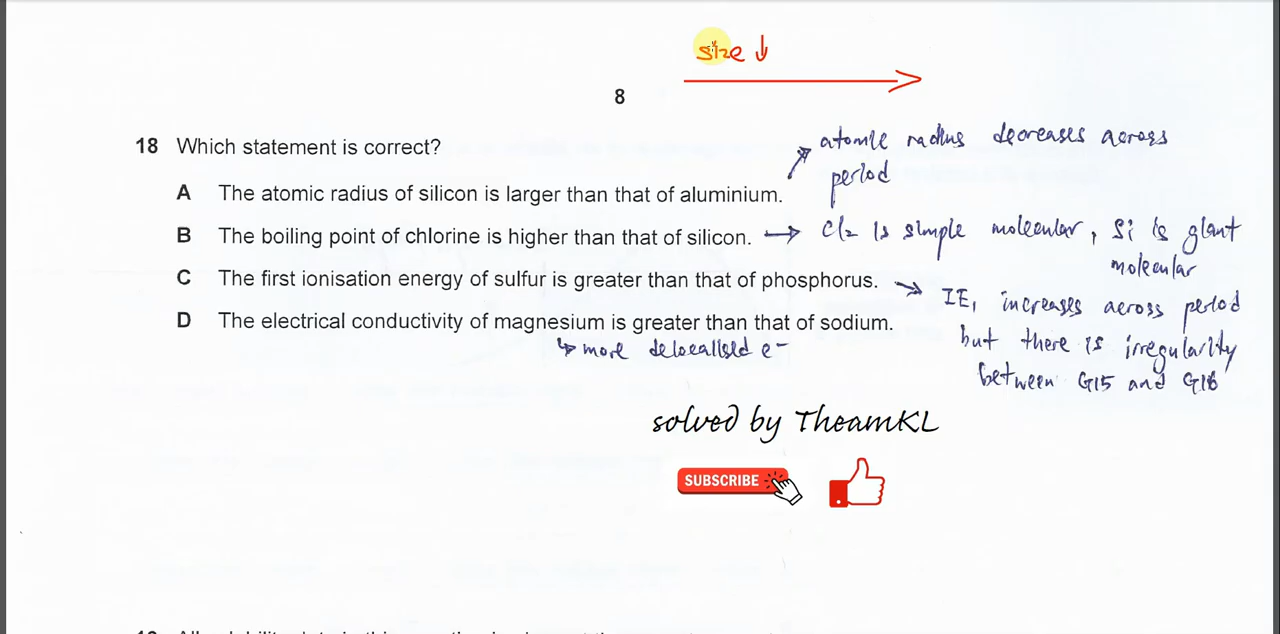 size ↓
8
18 Which statement is correct?
atomic radius decreases across
period
A The atomic radius of silicon is larger than that of aluminium.
B The boiling point of chlorine is higher than that of silicon. → Cl2 is simple molecular, Si is giant
molecular
C The first ionisation energy of sulfur is greater than that of phosphorus. → IE, increases across period
D The electrical conductivity of magnesium is greater than that of sodium.
↳ more delocalised e−
but there is irregularity
between G15 and G16
solved by TheamKL
SUBSCRIBE